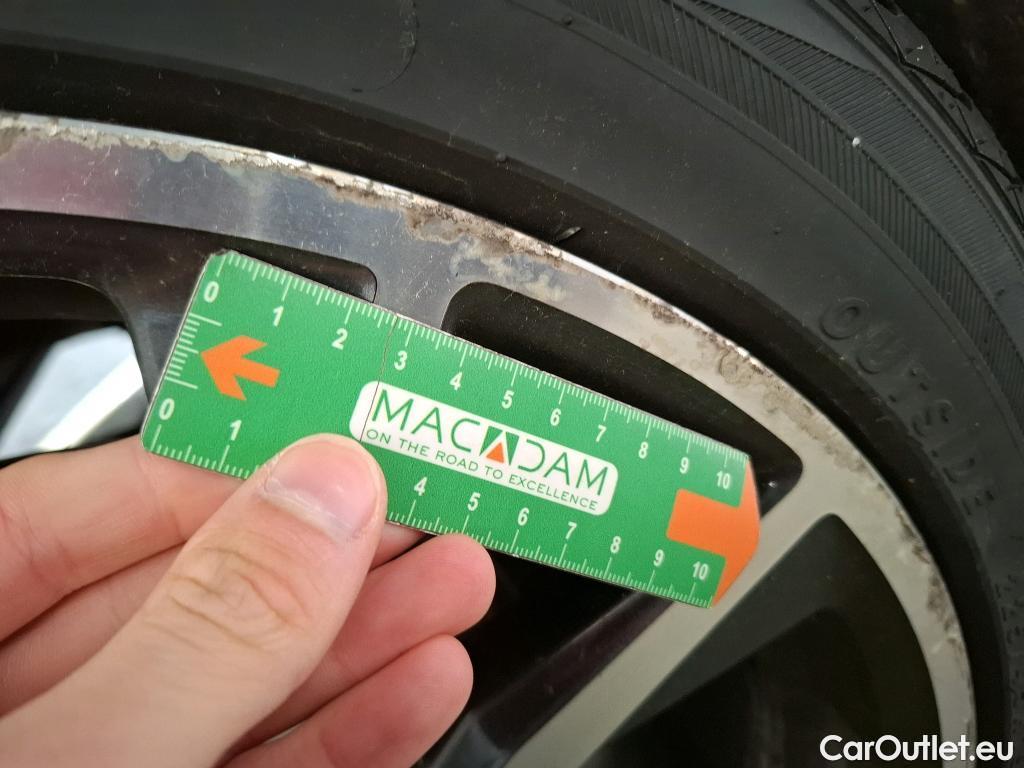 OUTSIDE
0 1 2 3 4 5 6 7 8 9 10
MACADAM
ON THE ROAD TO EXCELLENCE
0 1 4 5 6 7 8 9 10
CarOutlet.eu